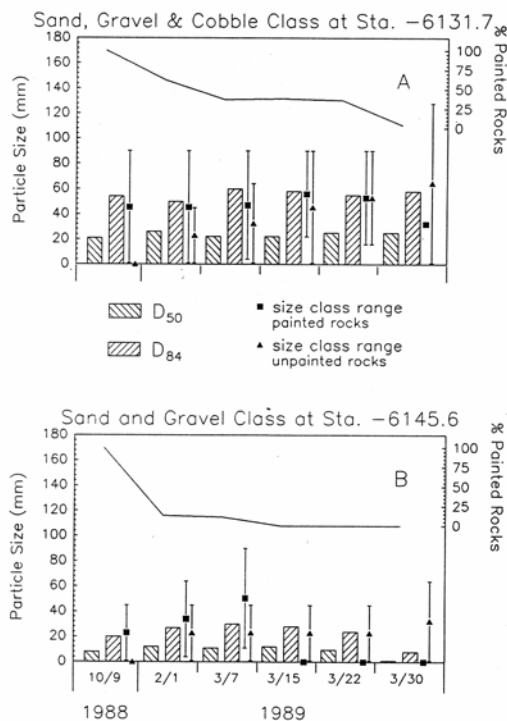 Sand, Gravel & Cobble Class at Sta. -6131.7
180
160
140
120
100
80
60
40
20
0
Particle Size (mm)
A
100
75
50
25
0
% Painted Rocks
D50
D84
size class range
painted rocks
size class range
unpainted rocks
Sand and Gravel Class at Sta. -6145.6
180
160
140
120
100
80
60
40
20
0
Particle Size (mm)
B
100
75
50
25
0
% Painted Rocks
10/9 2/1 3/7 3/15 3/22 3/30
1988 1989